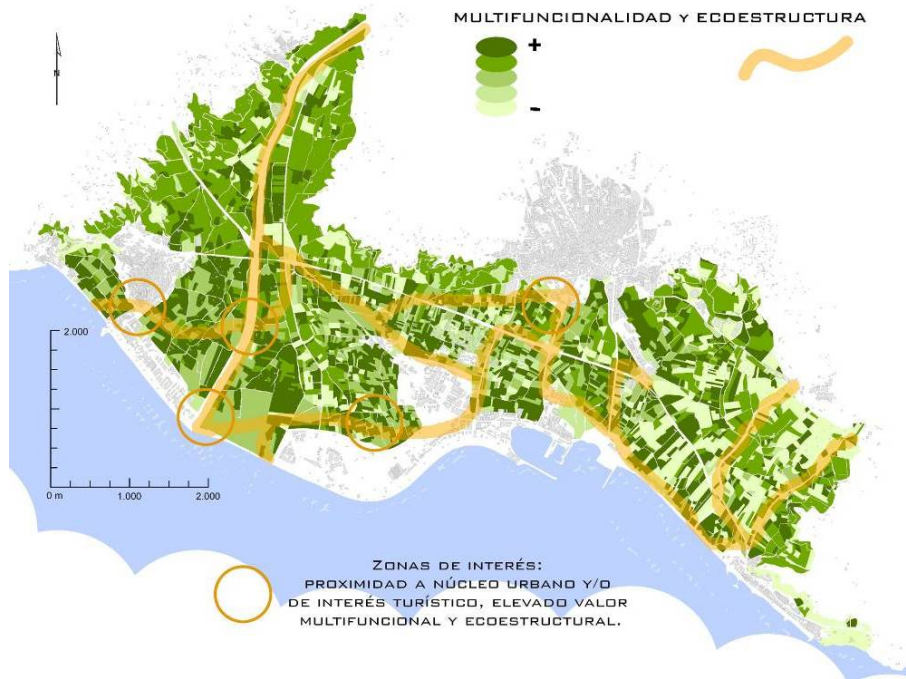 MULTIFUNCIONALIDAD Y ECOESTRUCTURA
+
-
N
2.000
0 m
1.000
2.000
ZONAS DE INTERÉS:
PROXIMIDAD A NÚCLEO URBANO Y/O
DE INTERÉS TURÍSTICO, ELEVADO VALOR
MULTIFUNCIONAL Y ECOESTRUCTURAL.